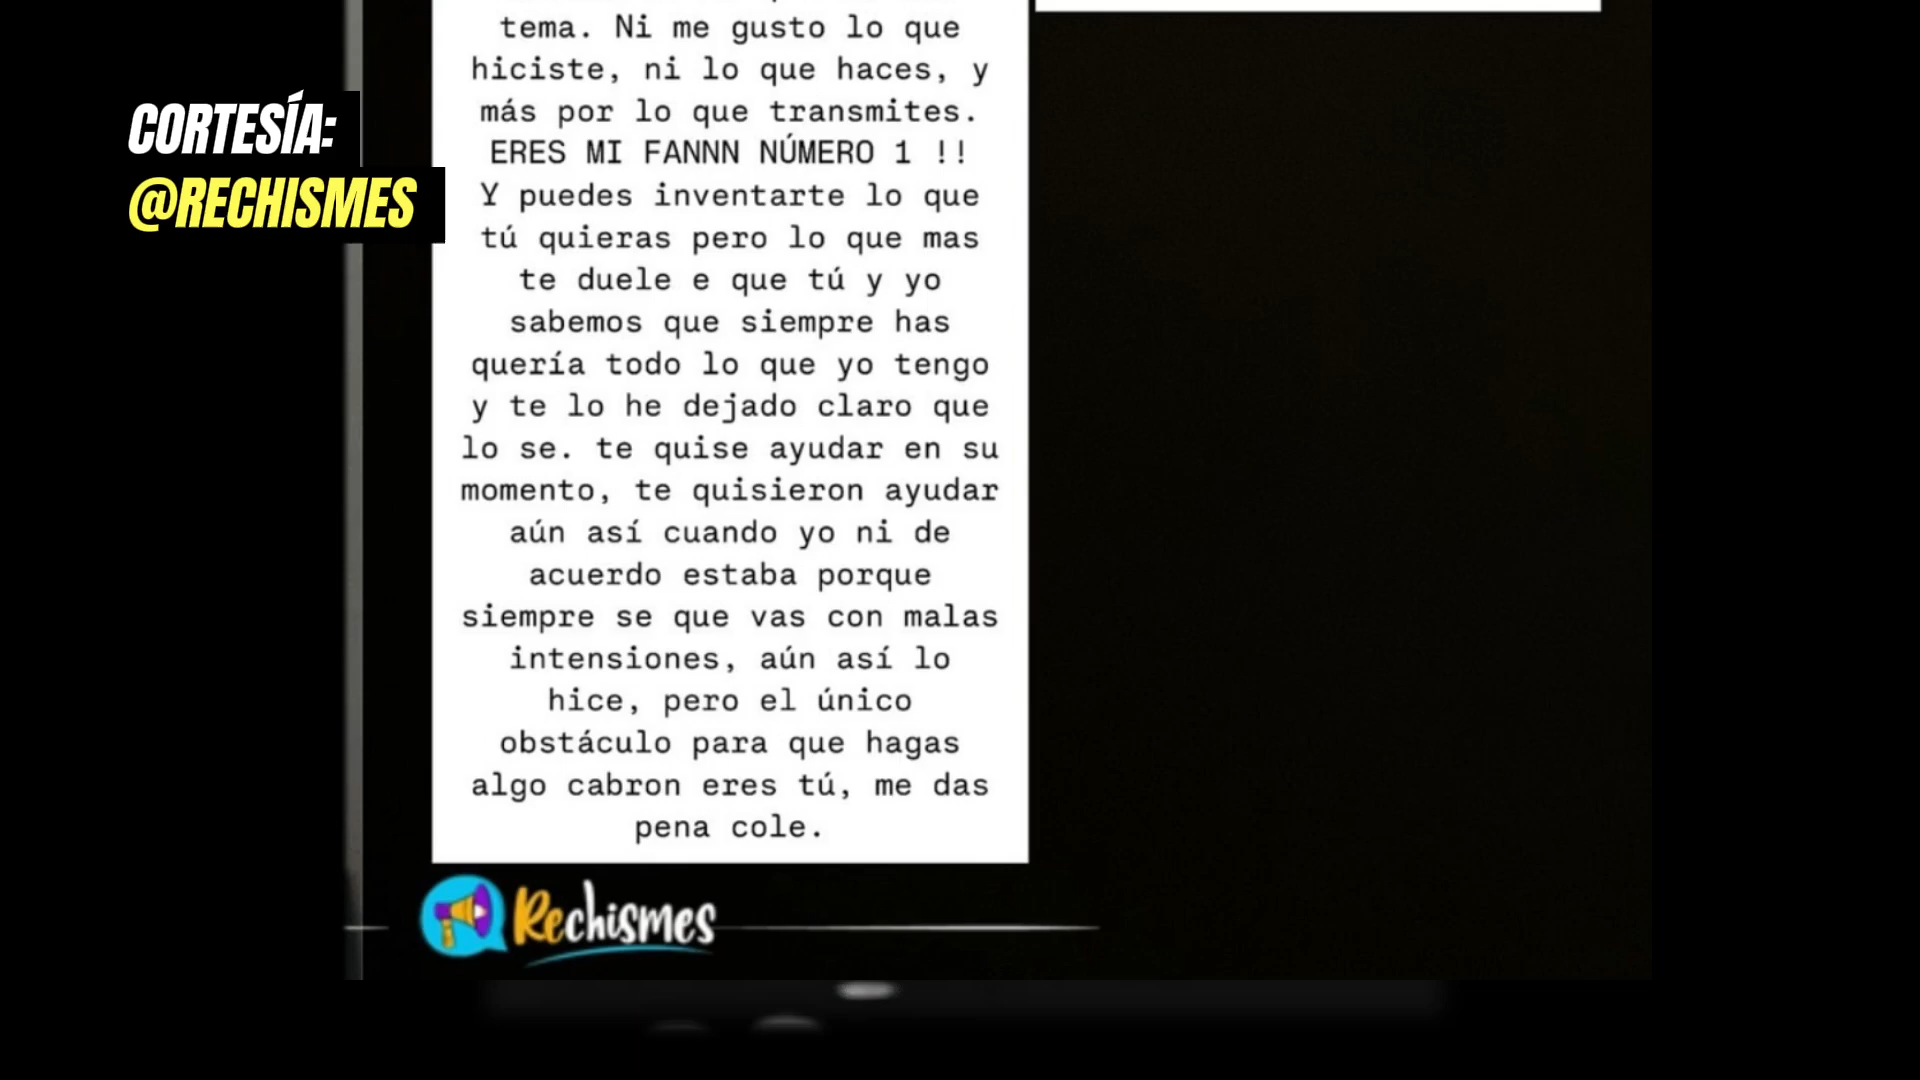 CORTESÍA:
@RECHISMES
tema. Ni me gusto lo que
hiciste, ni lo que haces, y
más por lo que transmites.
ERES MI FANNN NÚMERO 1 !!
Y puedes inventarte lo que
tú quieras pero lo que mas
te duele e que tú y yo
sabemos que siempre has
quería todo lo que yo tengo
y te lo he dejado claro que
lo se. te quise ayudar en su
momento, te quisieron ayudar
aún así cuando yo ni de
acuerdo estaba porque
siempre se que vas con malas
intensiones, aún así lo
hice, pero el único
obstáculo para que hagas
algo cabron eres tú, me das
pena cole.
Rechismes